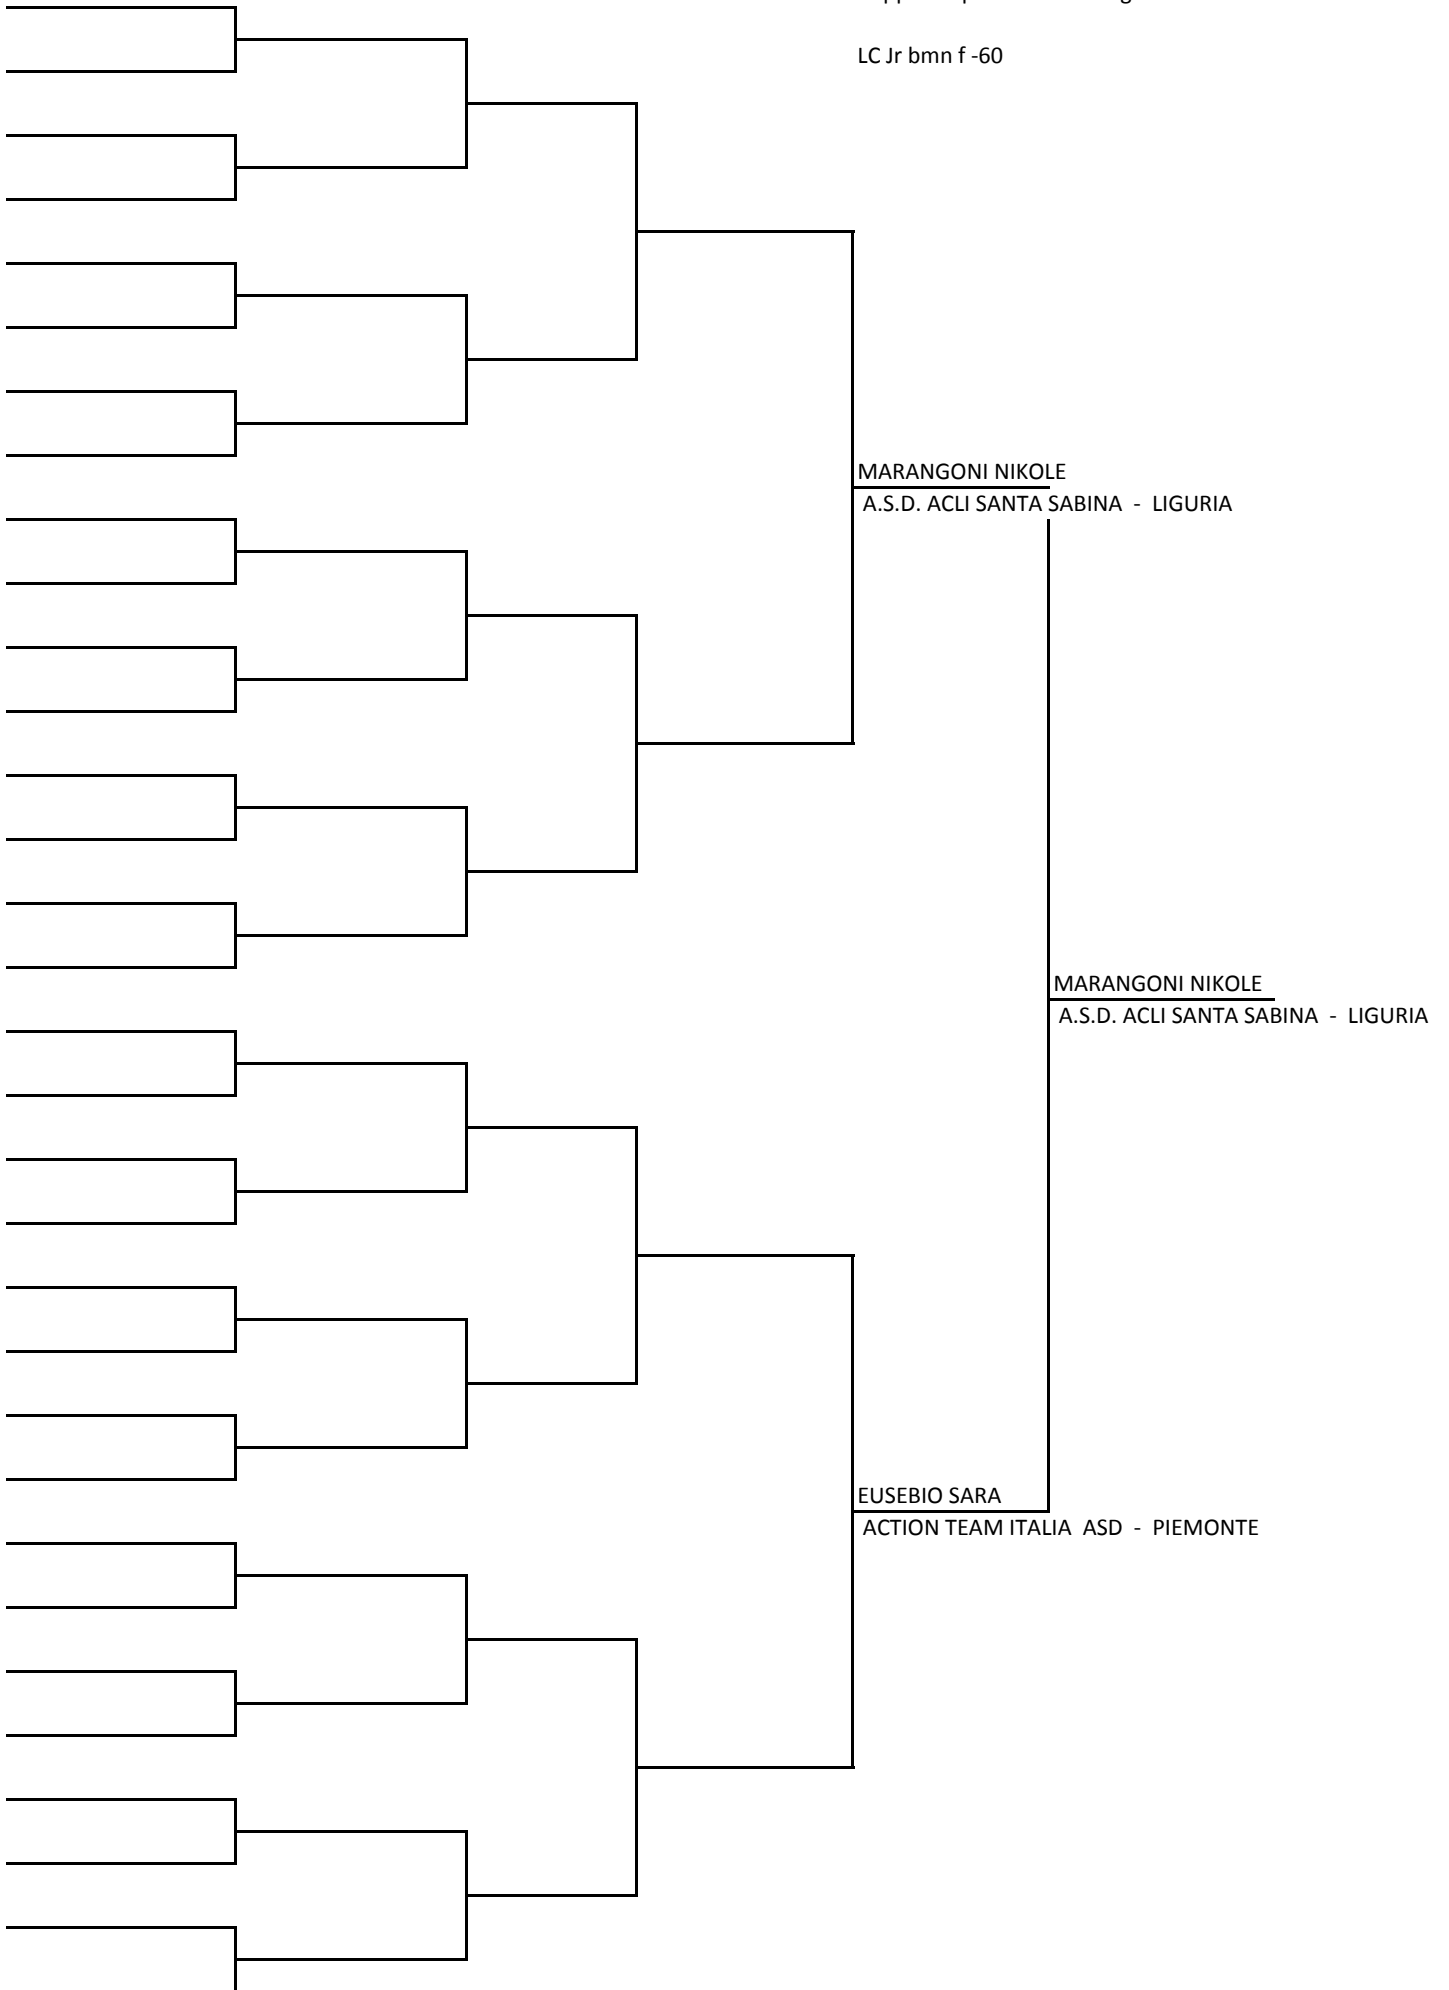 LC Jr bmn f -60
MARANGONI NIKOLE
A.S.D. ACLI SANTA SABINA - LIGURIA
MARANGONI NIKOLE
A.S.D. ACLI SANTA SABINA - LIGURIA
EUSEBIO SARA
ACTION TEAM ITALIA ASD - PIEMONTE